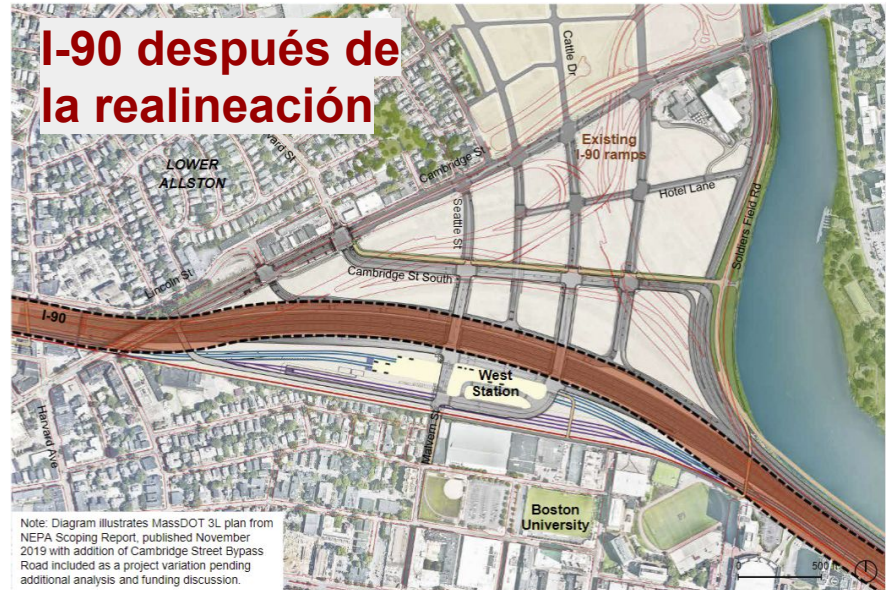 I-90 después de
la realineación
LOWER
ALLSTON
Cattle Dr
Existing
I-90 ramps
Cambridge St
Hotel Lane
Seattle St
Soldiers Field Rd
Cambridge St South
Lincoln St
I-90
West
Station
Malvern St
Harvard Ave
Boston
University
Note: Diagram illustrates MassDOT 3L plan from
NEPA Scoping Report, published November
2019 with addition of Cambridge Street Bypass
Road included as a project variation pending
additional analysis and funding discussion.
0
500 ft